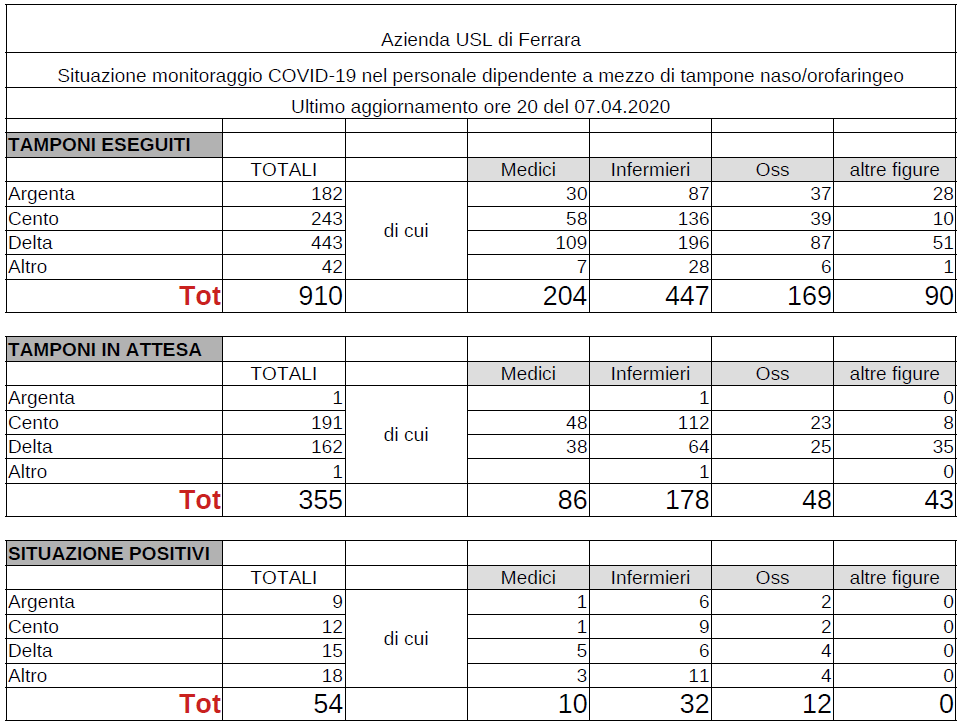 Azienda USL di Ferrara
Situazione monitoraggio COVID-19 nel personale dipendente a mezzo di tampone naso/orofaringeo
Ultimo aggiornamento ore 20 del 07.04.2020
TAMPONI ESEGUITI
TOTALI Medici Infermieri Oss altre figure
Argenta 182 30 87 37 28
Cento 243 58 136 39 10
di cui
Delta 443 109 196 87 51
Altro 42 7 28 6 1
Tot 910 204 447 169 90
TAMPONI IN ATTESA
TOTALI Medici Infermieri Oss altre figure
Argenta 1 1 0
Cento 191 48 112 23 8
di cui
Delta 162 38 64 25 35
Altro 1 1 0
Tot 355 86 178 48 43
SITUAZIONE POSITIVI
TOTALI Medici Infermieri Oss altre figure
Argenta 9 1 6 2 0
Cento 12 1 9 2 0
di cui
Delta 15 5 6 4 0
Altro 18 3 11 4 0
Tot 54 10 32 12 0